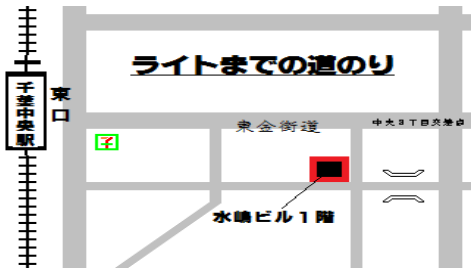 ライトまでの道のり
千葉中央駅
東口
東金街道
中央3丁目交差点
水嶋ビル1階